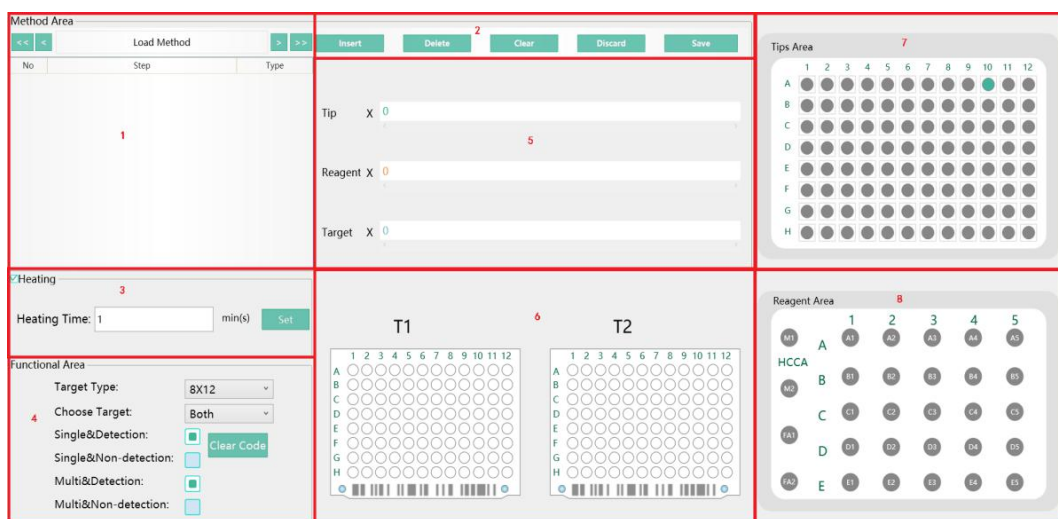 Method Area
<< < Load Method > >>
No Step Type
1
2
Insert Delete Clear Discard Save
Tip X 0
5
Reagent X 0
Target X 0
7
Tips Area
1 2 3 4 5 6 7 8 9 10 11 12
A
B
C
D
E
F
G
H
Heating
3
Heating Time: 1 min(s) Set
Functional Area
Target Type: 8X12
Choose Target: Both
4
Single&Detection:
Clear Code
Single&Non-detection:
Multi&Detection:
Multi&Non-detection:
6
T1 T2
1 2 3 4 5 6 7 8 9 10 11 12
A
B
C
D
E
F
G
H
1 2 3 4 5 6 7 8 9 10 11 12
A
B
C
D
E
F
G
H
Reagent Area 8
1 2 3 4 5
M1 A A1 A2 A3 A4 A5
HCCA
M2 B B1 B2 B3 B4 B5
C C1 C2 C3 C4 C5
FA1
D D1 D2 D3 D4 D5
FA2 E E1 E2 E3 E4 E5